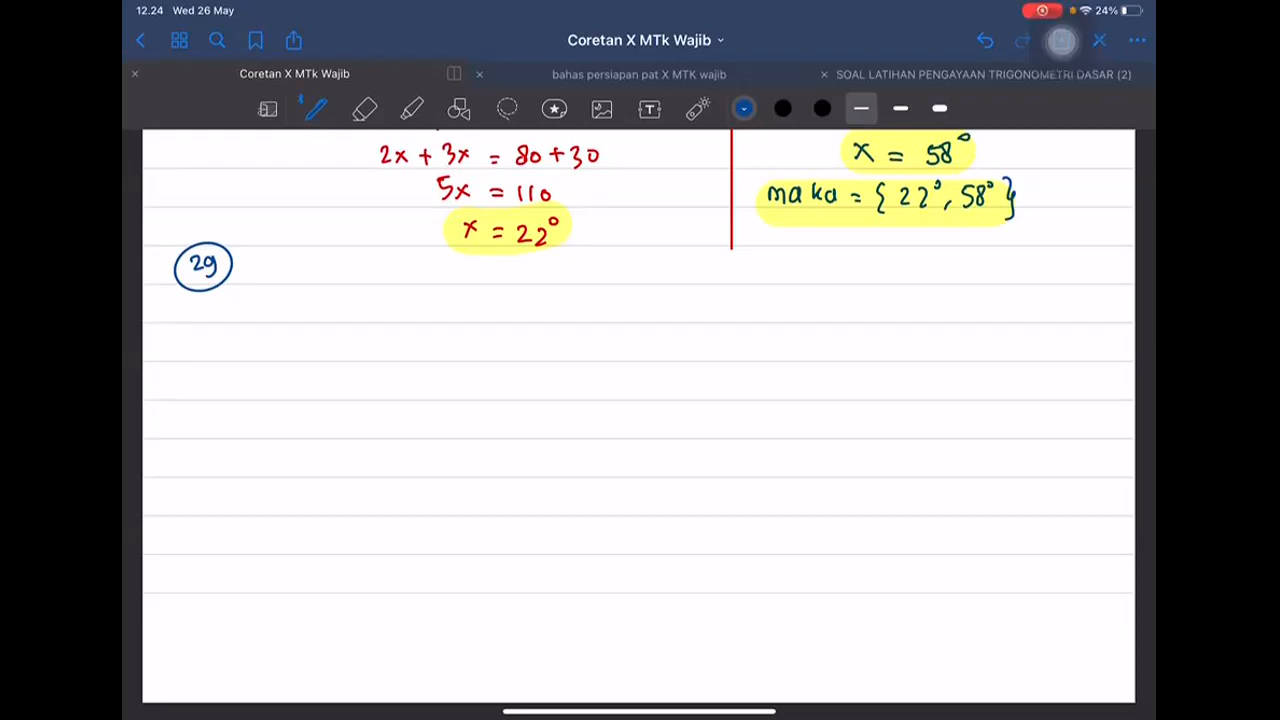 12.24 Wed 26 May
24%
Coretan X MTk Wajib
Coretan X MTk Wajib
bahas persiapan pat X MTK wajib
SOAL LATIHAN PENGAYAAN TRIGONOMETRI DASAR (2)
2x + 3x = 80 + 30
5x = 110
x = 22°
x = 58°
maka = { 22°, 58° }
29